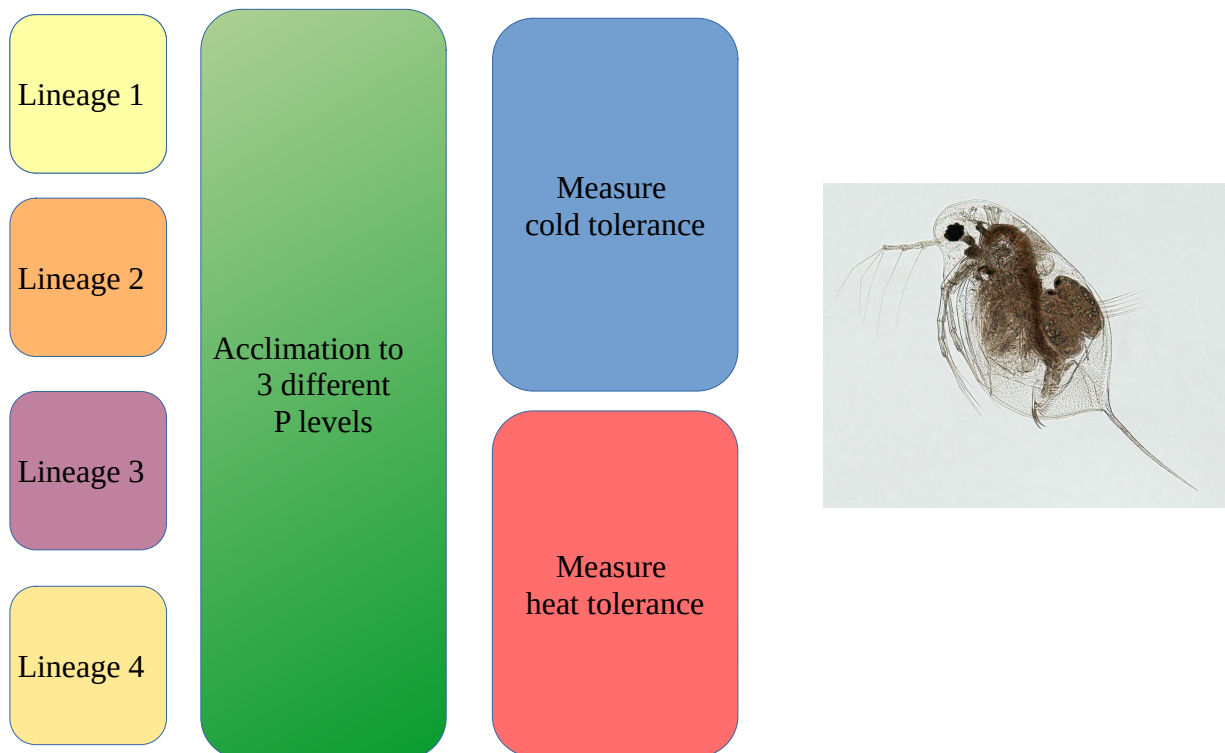 Lineage 1
Lineage 2
Lineage 3
Lineage 4
Acclimation to
3 different
P levels
Measure
cold tolerance
Measure
heat tolerance